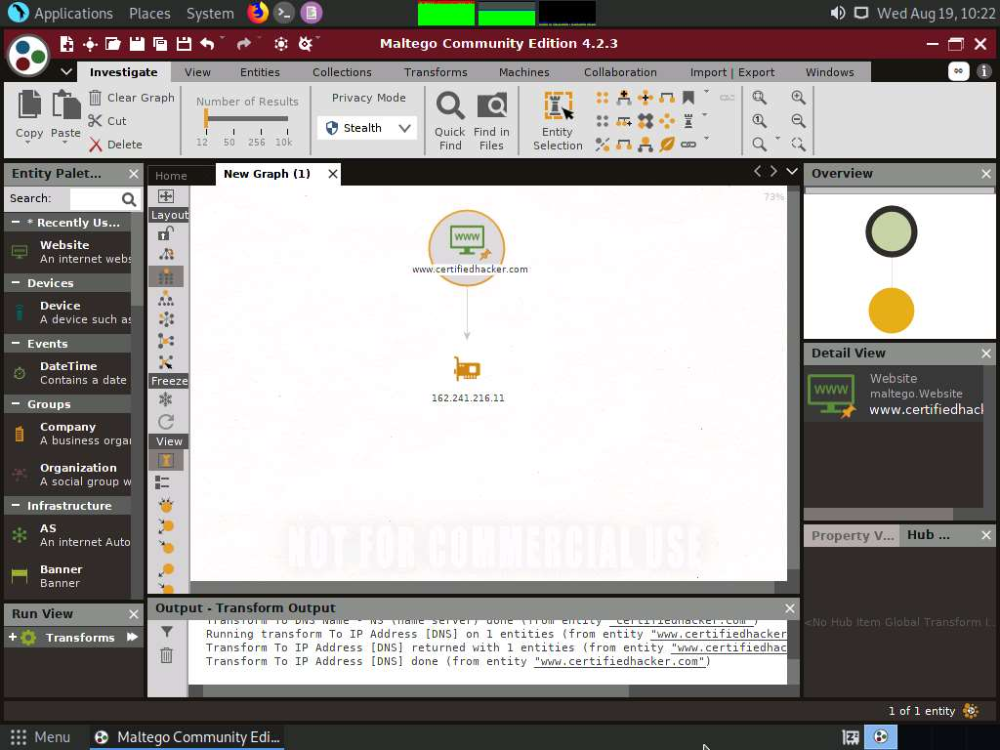 Applications Places System Wed Aug 19, 10:22
Maltego Community Edition 4.2.3
Investigate View Entities Collections Transforms Machines Collaboration Import | Export Windows
Copy
Paste
Clear Graph
Cut
Delete
Number of Results
12 50 256 10k
Privacy Mode
Stealth
Quick
Find
Find in
Files
Entity
Selection
Entity Palet...
Search:
* Recently Us...
Website
An internet webs
Devices
Device
A device such as
Events
DateTime
Contains a date
Groups
Company
A business orga
Organization
A social group w
Infrastructure
AS
An internet Auto
Banner
Banner
Run View
Transforms
Home
New Graph (1)
Layout
Freeze
View
73%
www
www.certifiedhacker.com
162.241.216.11
NOT FOR COMMERCIAL USE
Output - Transform Output
Transform To DNS Name - NS (name server) done (from entity "certifiedhacker.com")
Running transform To IP Address [DNS] on 1 entities (from entity "www.certifiedhacker
Transform To IP Address [DNS] returned with 1 entities (from entity "www.certifiedhac
Transform To IP Address [DNS] done (from entity "www.certifiedhacker.com")
Overview
Detail View
WWW
Website
maltego.Website
www.certifiedhack
Property V... Hub ...
<No Hub Item Global Transform I...
1 of 1 entity
Menu Maltego Community Edi...